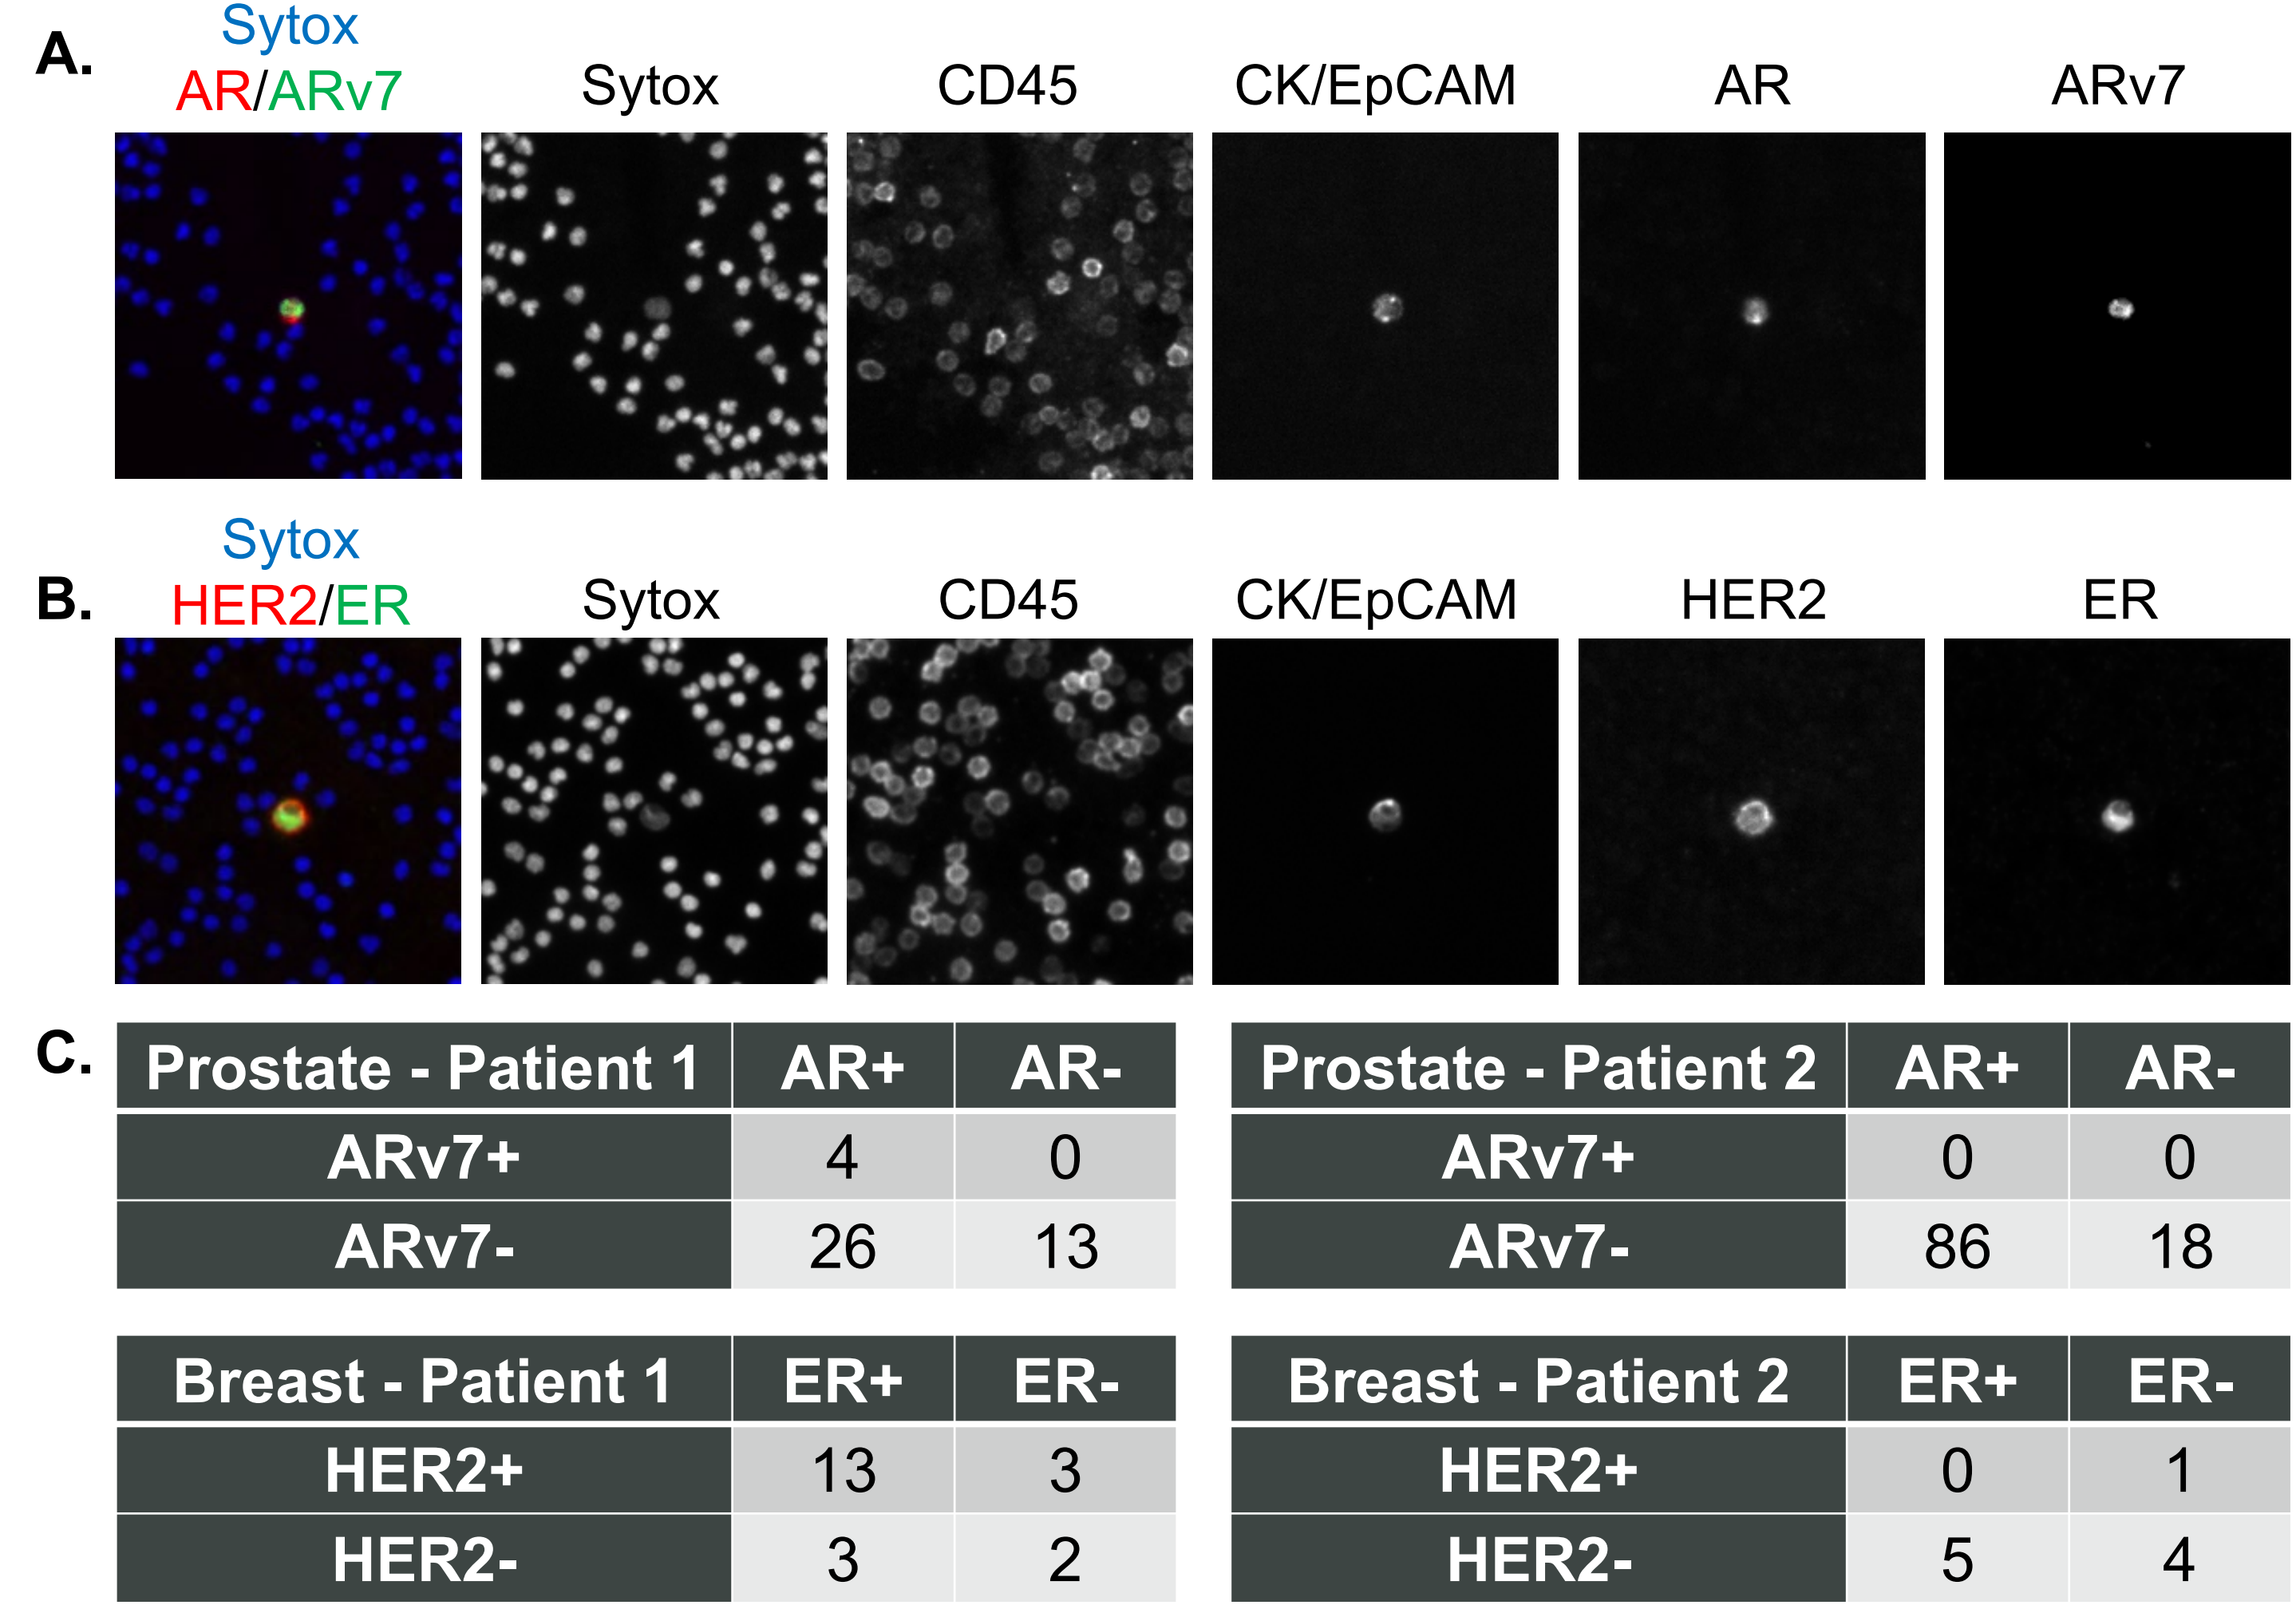 A.
Sytox
AR/ARv7
Sytox
CD45
CK/EpCAM
AR
ARv7
B.
Sytox
HER2/ER
Sytox
CD45
CK/EpCAM
HER2
ER
C.
Prostate - Patient 1 AR+ AR-
ARv7+ 4 0
ARv7- 26 13
Prostate - Patient 2 AR+ AR-
ARv7+ 0 0
ARv7- 86 18
Breast - Patient 1 ER+ ER-
HER2+ 13 3
HER2- 3 2
Breast - Patient 2 ER+ ER-
HER2+ 0 1
HER2- 5 4